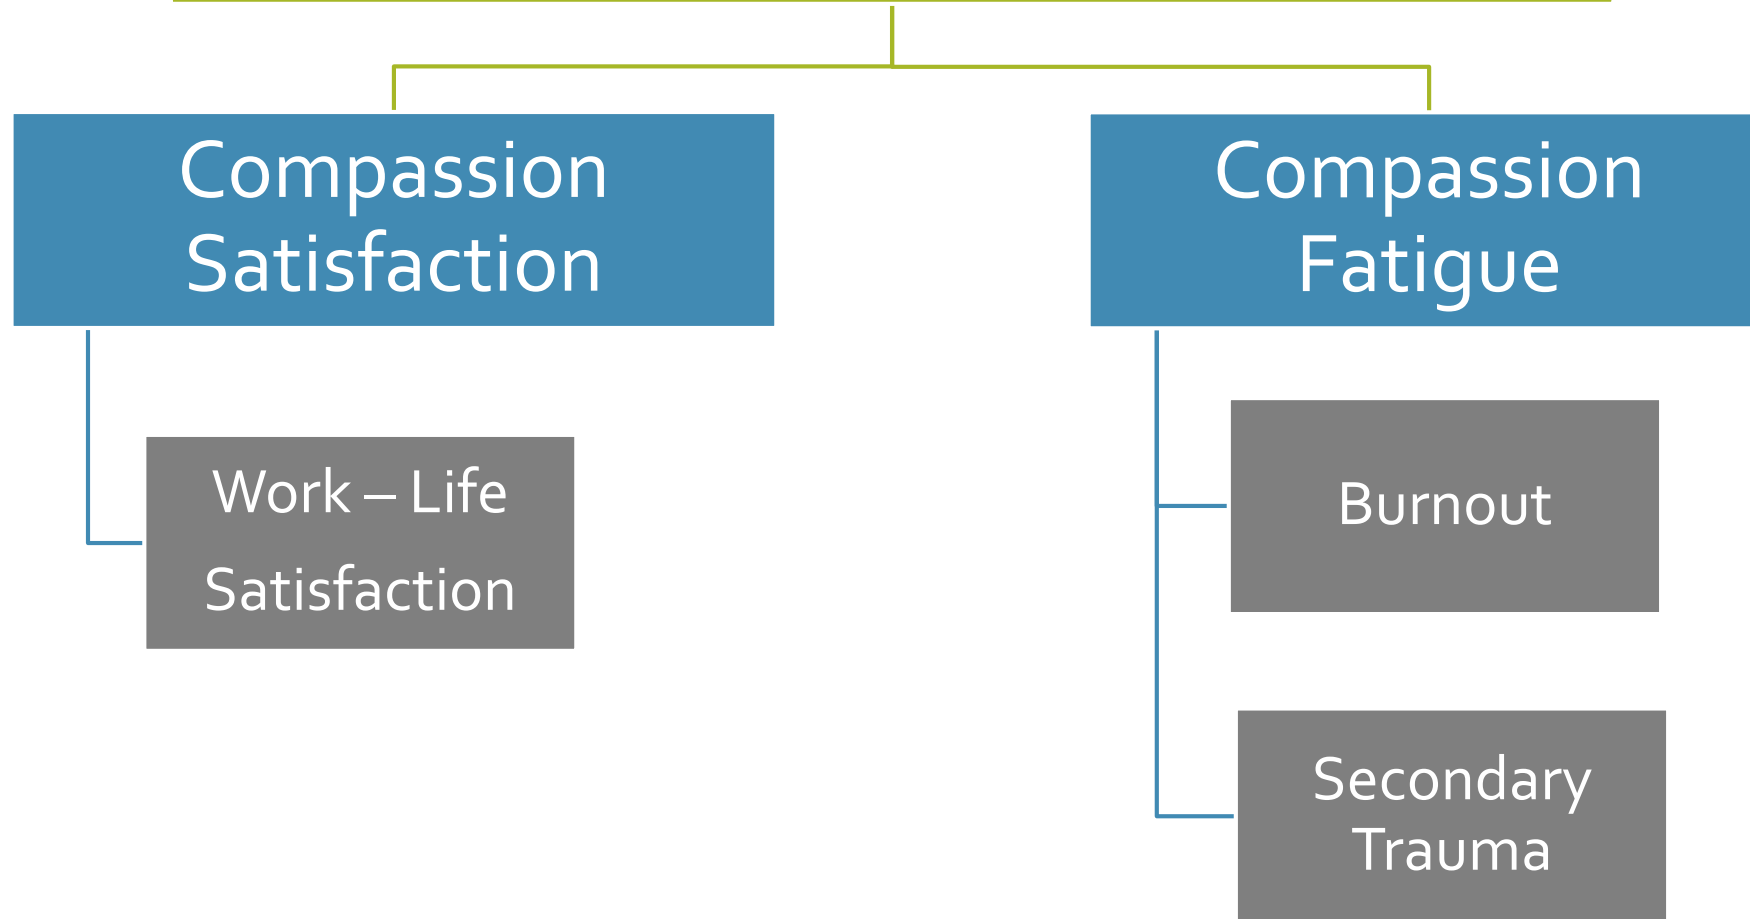 Compassion
Satisfaction
Compassion
Fatigue
Work – Life
Satisfaction
Burnout
Secondary
Trauma